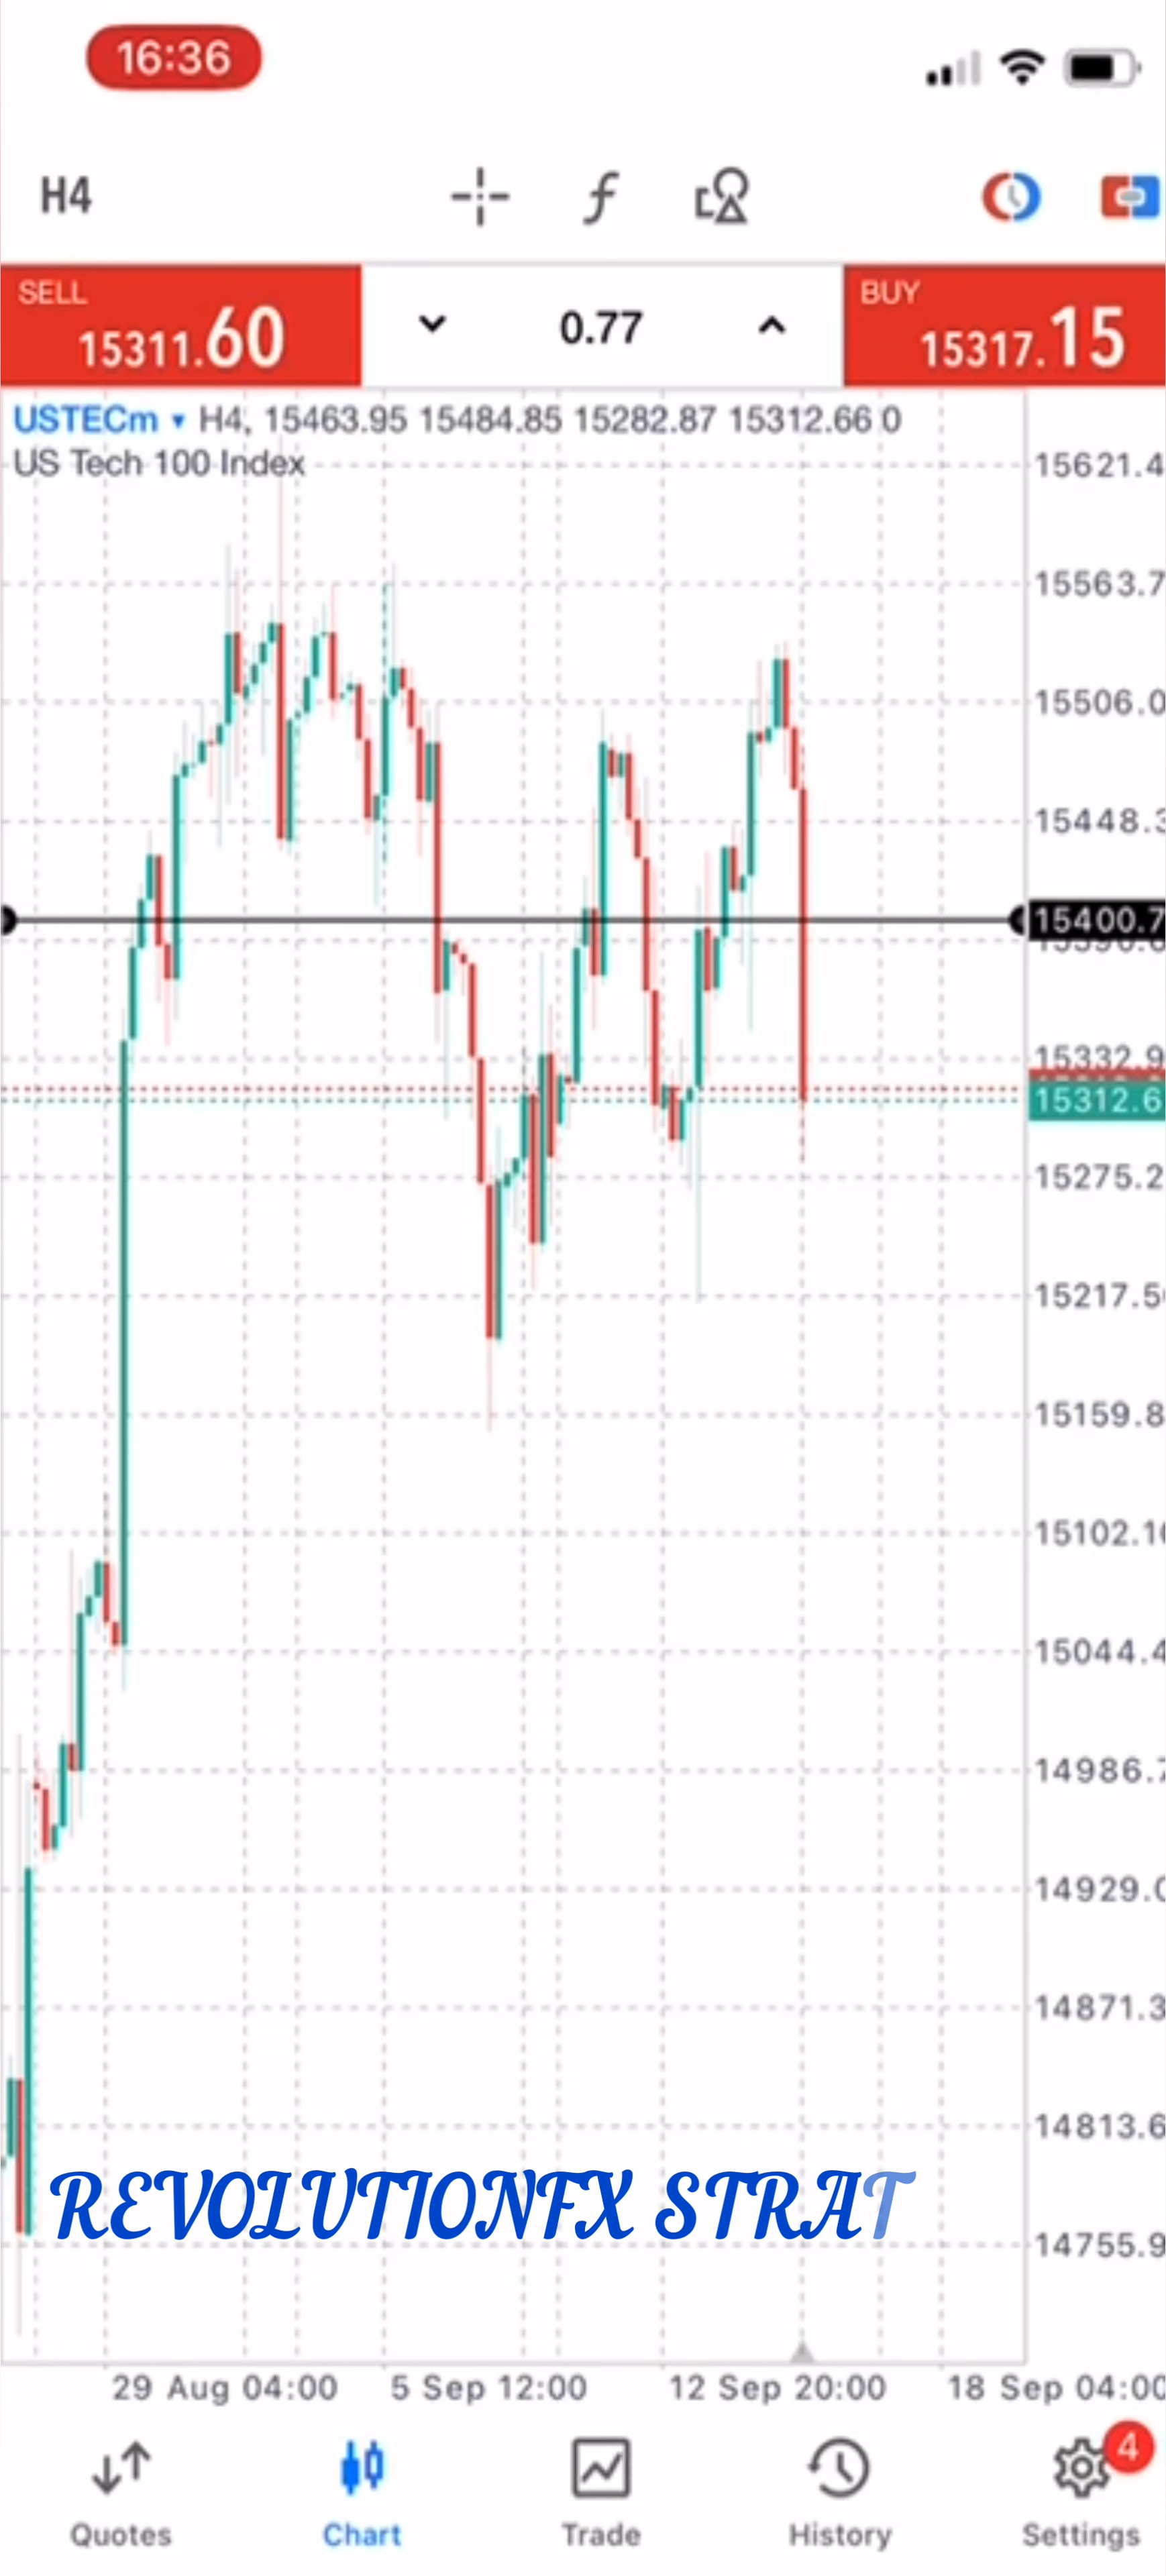 16:36
H4
SELL
15311.60
0.77
BUY
15317.15
USTECm H4, 15463.95 15484.85 15282.87 15312.66 0
US Tech 100 Index
15621.4
15563.7
15506.0
15448.3
15400.7
15332.9
15312.6
15275.2
15217.5
15159.8
15102.1
15044.4
14986.7
14929.0
14871.3
14813.6
REVOLUTIONFX STRAT
14755.9
29 Aug 04:00 5 Sep 12:00 12 Sep 20:00 18 Sep 04:00
4
Quotes Chart Trade History Settings